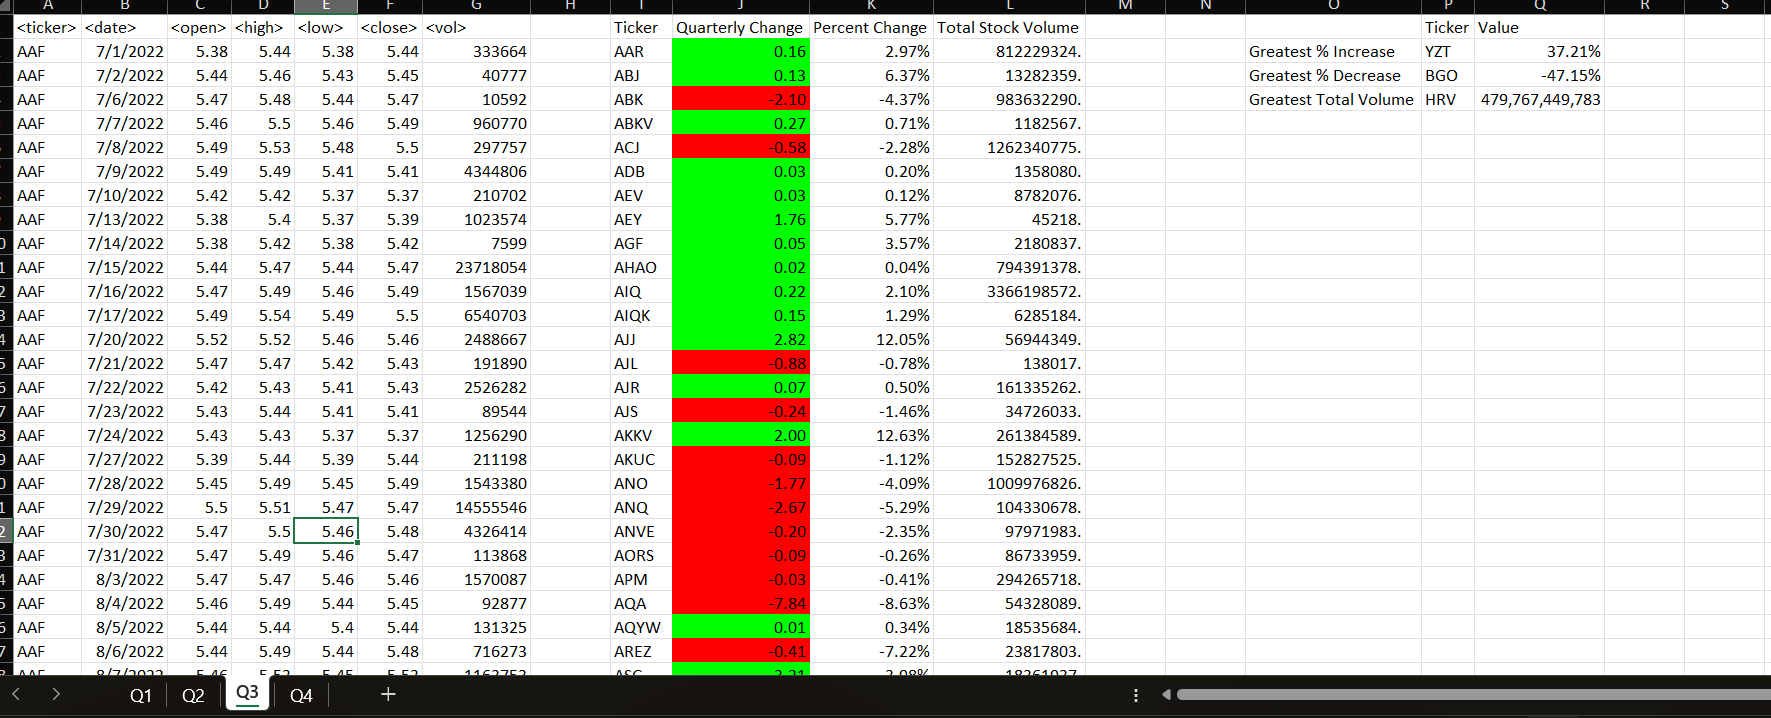 A B C D E F G H I J K L M N O P Q R S
<ticker> <date> <open> <high> <low> <close> <vol> Ticker Quarterly Change Percent Change Total Stock Volume Ticker Value
AAF 7/1/2022 5.38 5.44 5.38 5.44 333664 AAR 0.16 2.97% 812229324. Greatest % Increase YZT 37.21%
AAF 7/2/2022 5.44 5.46 5.43 5.45 40777 ABJ 0.13 6.37% 13282359. Greatest % Decrease BGO -47.15%
AAF 7/6/2022 5.47 5.48 5.44 5.47 10592 ABK -2.10 -4.37% 983632290. Greatest Total Volume HRV 479,767,449,783
AAF 7/7/2022 5.46 5.5 5.46 5.49 960770 ABKV 0.27 0.71% 1182567.
AAF 7/8/2022 5.49 5.53 5.48 5.5 297757 ACJ -0.58 -2.28% 1262340775.
AAF 7/9/2022 5.49 5.49 5.41 5.41 4344806 ADB 0.03 0.20% 1358080.
AAF 7/10/2022 5.42 5.42 5.37 5.37 210702 AEV 0.03 0.12% 8782076.
AAF 7/13/2022 5.38 5.4 5.37 5.39 1023574 AEY 1.76 5.77% 45218.
AAF 7/14/2022 5.38 5.42 5.38 5.42 7599 AGF 0.05 3.57% 2180837.
AAF 7/15/2022 5.44 5.47 5.44 5.47 23718054 AHAO 0.02 0.04% 794391378.
AAF 7/16/2022 5.47 5.49 5.46 5.49 1567039 AIQ 0.22 2.10% 3366198572.
AAF 7/17/2022 5.49 5.54 5.49 5.5 6540703 AIQK 0.15 1.29% 6285184.
AAF 7/20/2022 5.52 5.52 5.46 5.46 2488667 AJJ 2.82 12.05% 56944349.
AAF 7/21/2022 5.47 5.47 5.42 5.43 191890 AJL -0.88 -0.78% 138017.
AAF 7/22/2022 5.42 5.43 5.41 5.43 2526282 AJR 0.07 0.50% 161335262.
AAF 7/23/2022 5.43 5.44 5.41 5.41 89544 AJS -0.24 -1.46% 34726033.
AAF 7/24/2022 5.43 5.43 5.37 5.37 1256290 AKKV 2.00 12.63% 261384589.
AAF 7/27/2022 5.39 5.44 5.39 5.44 211198 AKUC -0.09 -1.12% 152827525.
AAF 7/28/2022 5.45 5.49 5.45 5.49 1543380 ANO -1.77 -4.09% 1009976826.
AAF 7/29/2022 5.5 5.51 5.47 5.47 14555546 ANQ -2.67 -5.29% 104330678.
AAF 7/30/2022 5.47 5.5 5.46 5.48 4326414 ANVE -0.20 -2.35% 97971983.
AAF 7/31/2022 5.47 5.49 5.46 5.47 113868 AORS -0.09 -0.26% 86733959.
AAF 8/3/2022 5.47 5.47 5.46 5.46 1570087 APM -0.03 -0.41% 294265718.
AAF 8/4/2022 5.46 5.49 5.44 5.45 92877 AQA -7.84 -8.63% 54328089.
AAF 8/5/2022 5.44 5.44 5.4 5.44 131325 AQYW 0.01 0.34% 18535684.
AAF 8/6/2022 5.44 5.49 5.44 5.48 716273 AREZ -0.41 -7.22% 23817803.
Q1 Q2 Q3 Q4